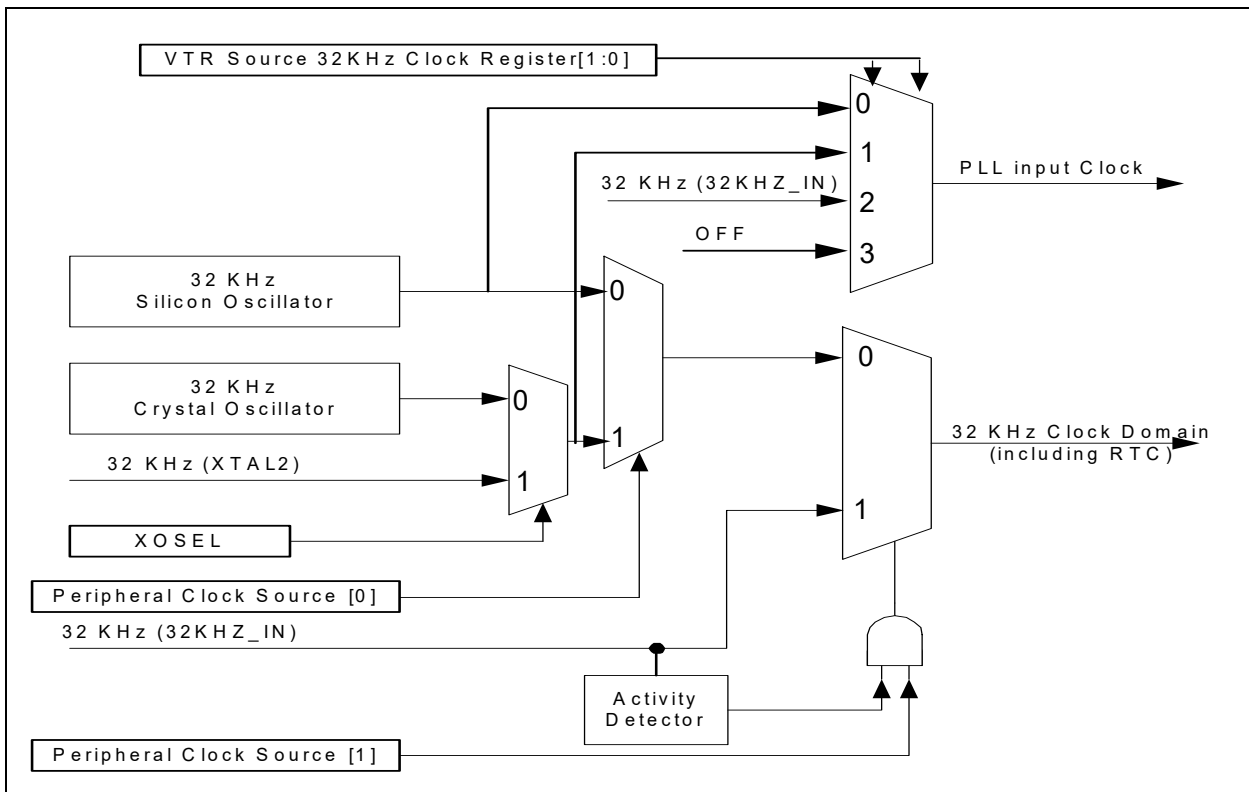 VTR Source 32KHz Clock Register[1:0]
0
1
PLL input Clock
32 KHz (32KHZ_IN)
2
OFF
3
32 KHz
Silicon Oscillator
0
0
32 KHz
Crystal Oscillator
0
1
32 KHz Clock Domain
(including RTC)
32 KHz (XTAL2)
1
1
XOSEL
Peripheral Clock Source [0]
32 KHz (32KHZ_IN)
Activity
Detector
Peripheral Clock Source [1]